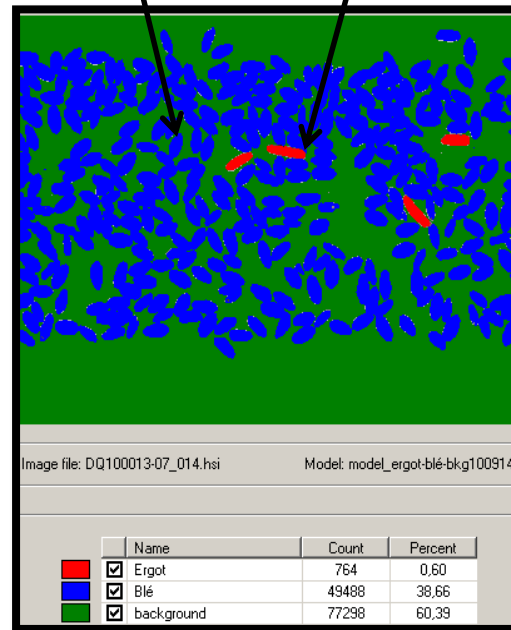 Image file: DQ100013-07_014.hsi Model: model_ergot-blé-bkg100914
Name Count Percent
Ergot 764 0,60
Blé 49488 38,66
background 77298 60,39